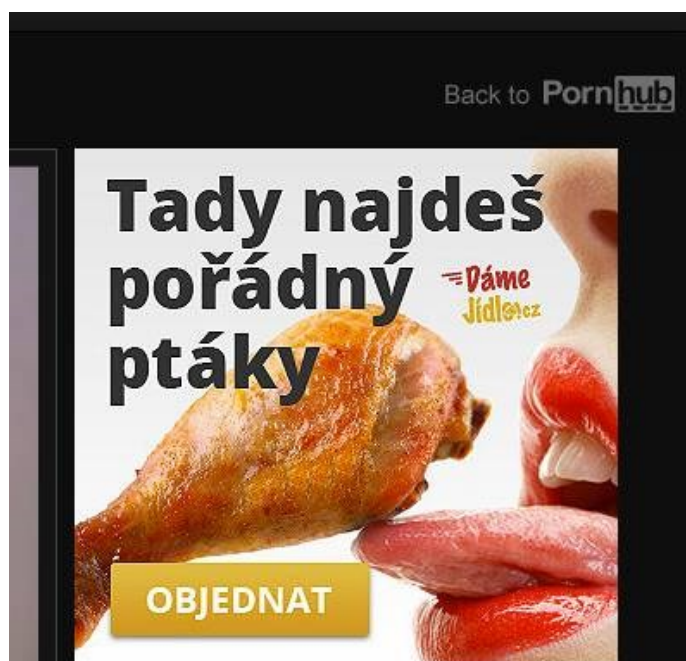 Back to Pornhub
Tady najdeš
pořádný
ptáky
Dáme
Jídlo!cz
OBJEDNAT